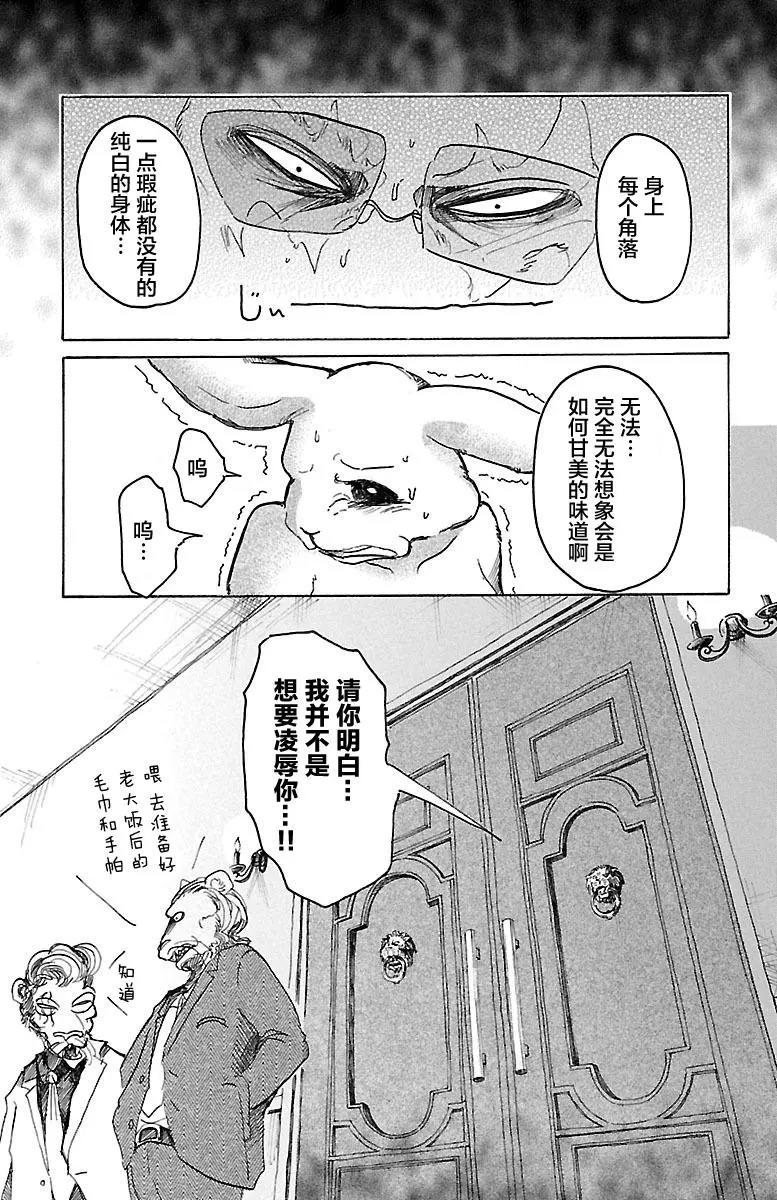 身上
每个角落
一点瑕疵都没有的
纯白的身体…
じぃ
无法…
完全无法想象会是
如何甘美的味道啊
呜
呜…
请你明白…
我并不是
想要凌辱你…!!
喂 去准备好
老大饭后的
毛巾和手帕
知道